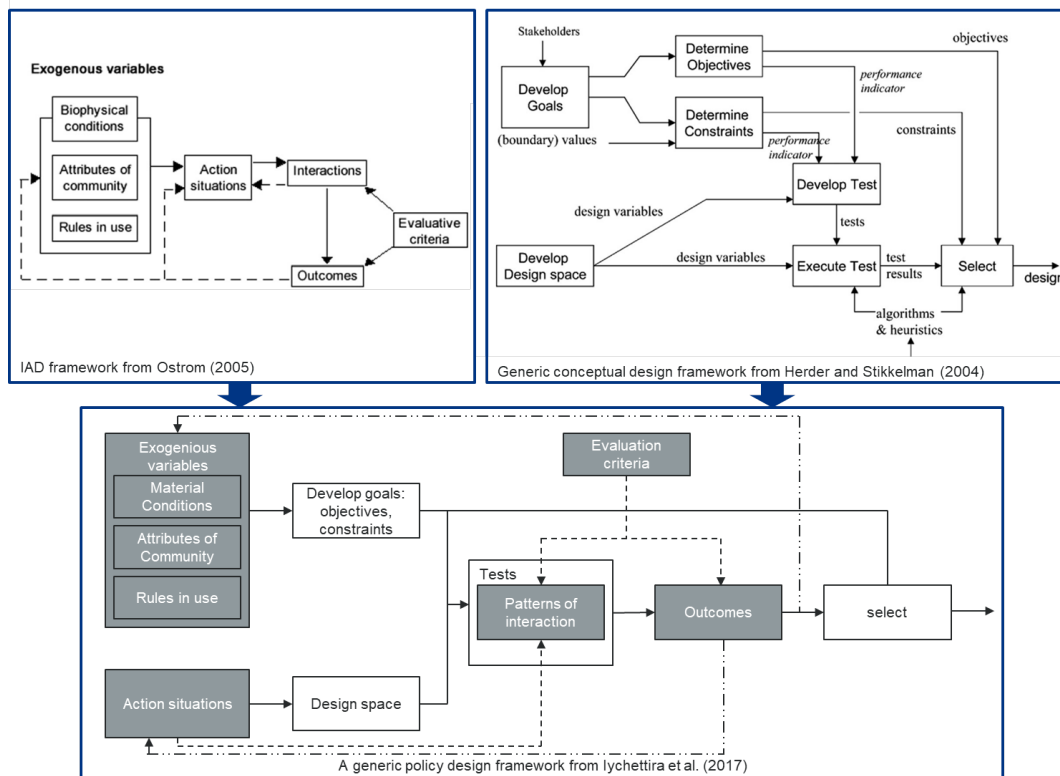 Exogenous variables
Biophysical
conditions
Attributes of
community
Rules in use
Action
situations
Interactions
Evaluative
criteria
Outcomes
IAD framework from Ostrom (2005)
Stakeholders
Develop
Goals
(boundary) values
Determine
Objectives
Determine
Constraints
objectives
performance
indicator
constraints
performance
indicator
Develop Test
design variables
tests
Develop
Design space
design variables
Execute Test
test
results
Select
design
algorithms
& heuristics
Generic conceptual design framework from Herder and Stikkelman (2004)
Exogenious
variables
Material
Conditions
Attributes of
Community
Rules in use
Develop goals:
objectives,
constraints
Evaluation
criteria
Tests
Patterns of
interaction
Outcomes
select
Action situations
Design space
A generic policy design framework from Iychettira et al. (2017)